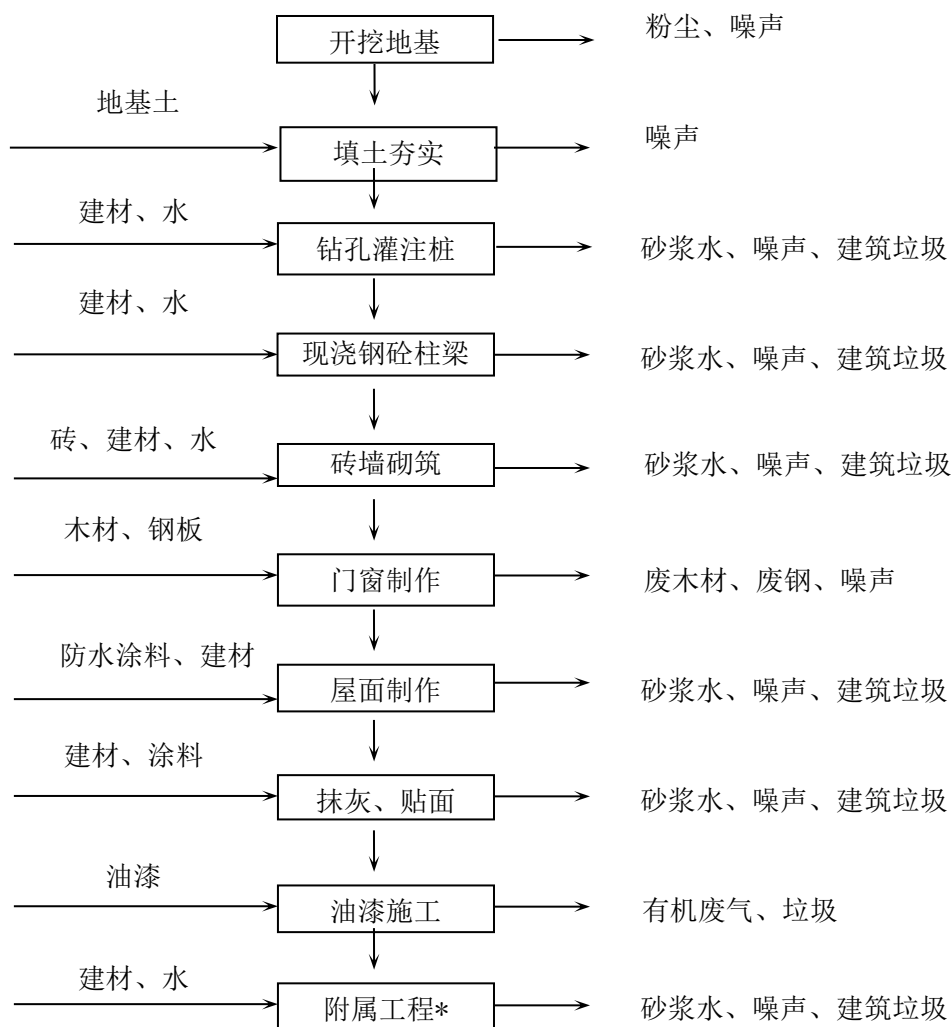 开挖地基
粉尘、噪声
地基土
填土夯实
噪声
建材、水
钻孔灌注桩
砂浆水、噪声、建筑垃圾
建材、水
现浇钢砼柱梁
砂浆水、噪声、建筑垃圾
砖、建材、水
砖墙砌筑
砂浆水、噪声、建筑垃圾
木材、钢板
门窗制作
废木材、废钢、噪声
防水涂料、建材
屋面制作
砂浆水、噪声、建筑垃圾
建材、涂料
抹灰、贴面
砂浆水、噪声、建筑垃圾
油漆
油漆施工
有机废气、垃圾
建材、水
附属工程*
砂浆水、噪声、建筑垃圾